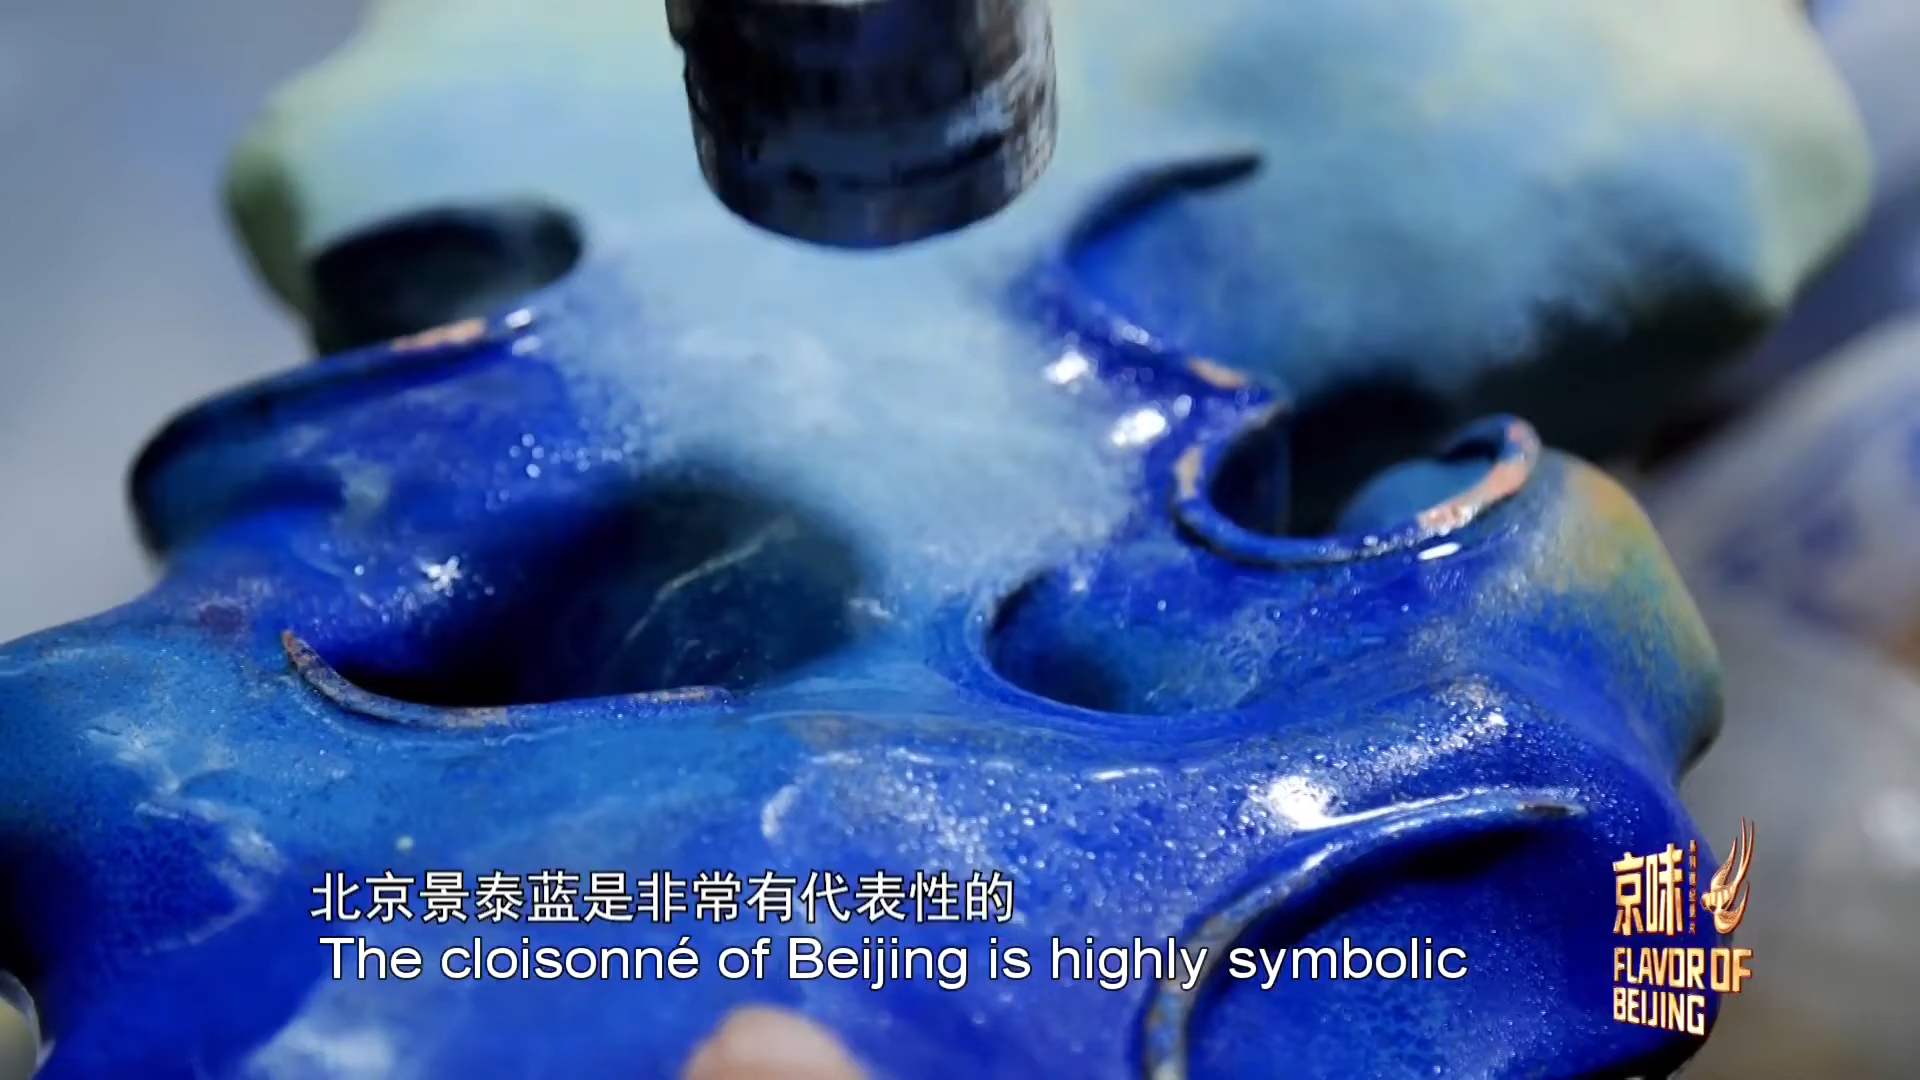 北京景泰蓝是非常有代表性的
The cloisonné of Beijing is highly symbolic
京味
FLAVOR OF
BEIJING